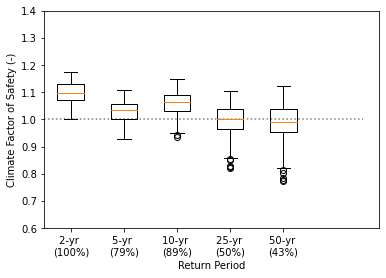 Climate Factor of Safety (-)
1.4
1.3
1.2
1.1
1.0
0.9
0.8
0.7
0.6
2-yr 5-yr 10-yr 25-yr 50-yr
(100%) (79%) (89%) (50%) (43%)
Return Period